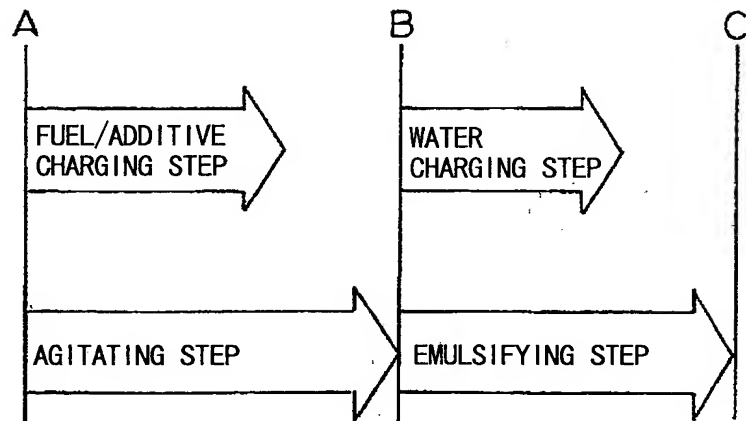 A
B
C
FUEL/ADDITIVE
CHARGING STEP
WATER
CHARGING STEP
AGITATING STEP
EMULSIFYING STEP